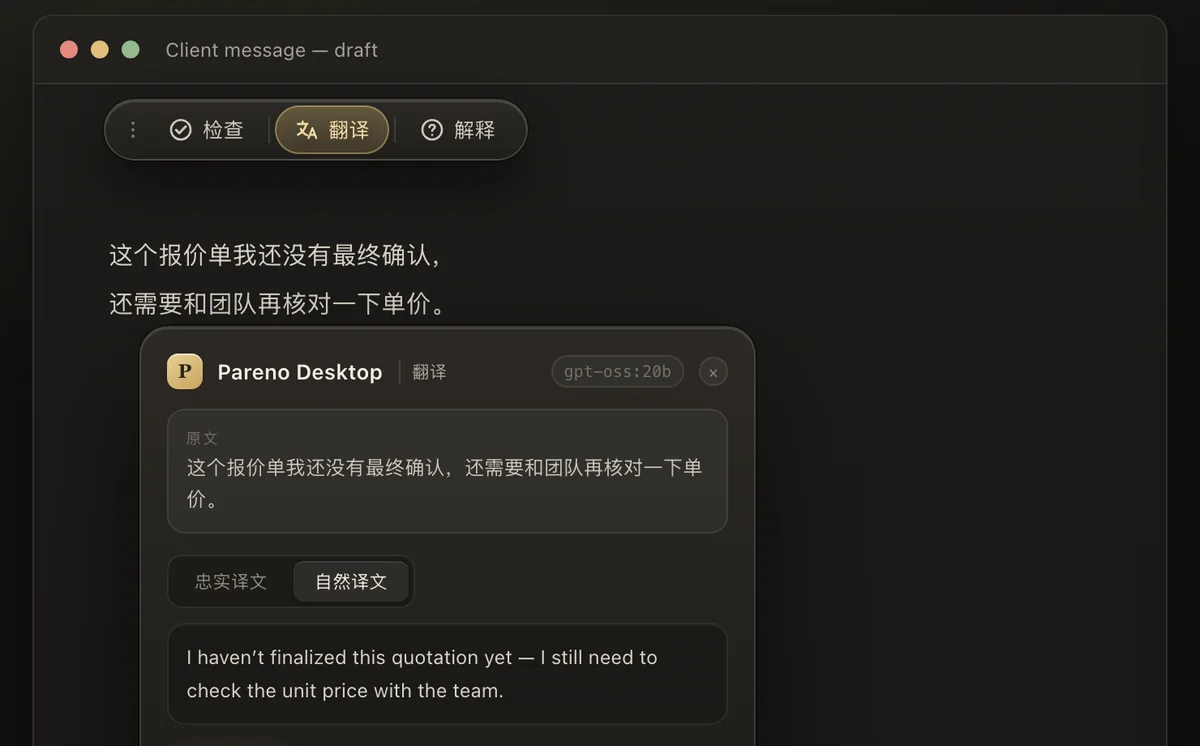 Client message — draft
检查
翻译
解释
这个报价单我还没有最终确认，
还需要和团队再核对一下单价。
P
Pareno Desktop
翻译
gpt-oss:20b
×
原文
这个报价单我还没有最终确认，还需要和团队再核对一下单
价。
忠实译文
自然译文
I haven’t finalized this quotation yet — I still need to
check the unit price with the team.